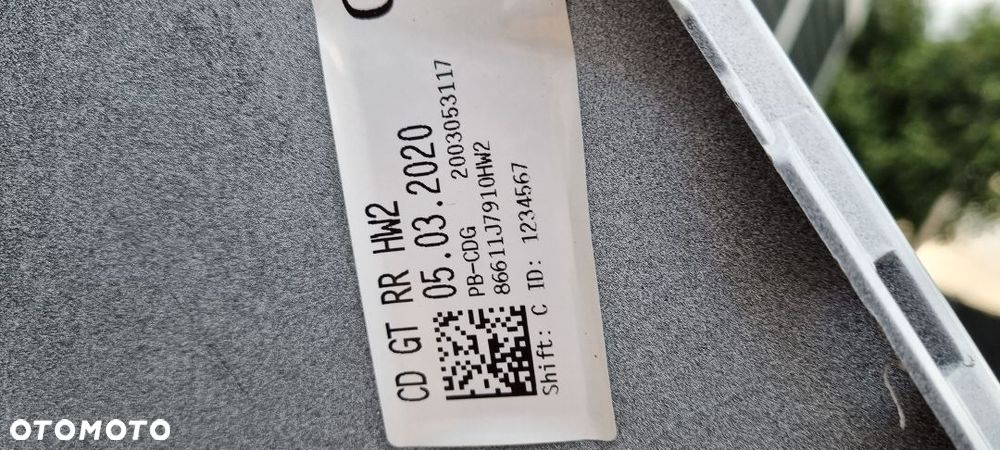 CD GT RR HW2
05.03.2020
PB-CDG 2003053117
86611J7910HW2
Shift: C ID: 1234567
OTOMOTO